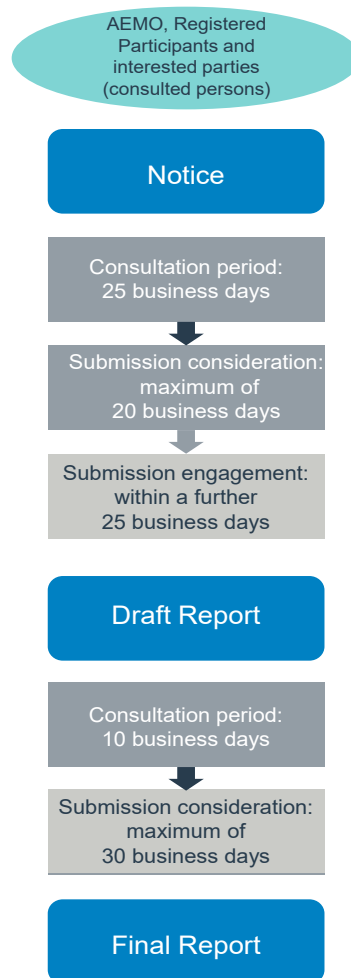 AEMO, Registered
Participants and
interested parties
(consulted persons)
Notice
Consultation period:
25 business days
Submission consideration:
maximum of
20 business days
Submission engagement:
within a further
25 business days
Draft Report
Consultation period:
10 business days
Submission consideration:
maximum of
30 business days
Final Report